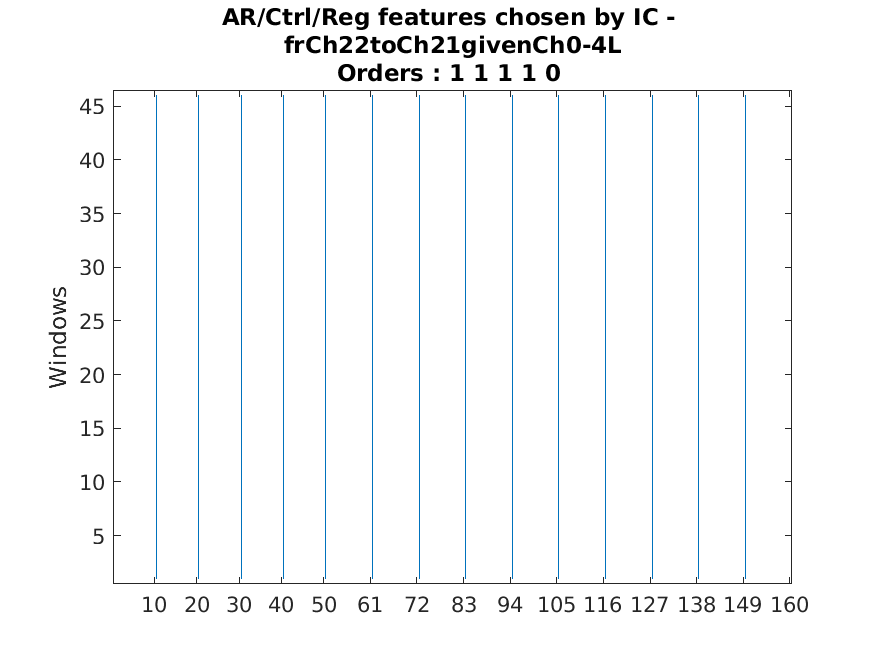 AR/Ctrl/Reg features chosen by IC -
frCh22toCh21givenCh0-4L
Orders : 1 1 1 1 0
45
40
35
30
25
20
15
10
5
Windows
10 20 30 40 50 61 72 83 94 105 116 127 138 149 160